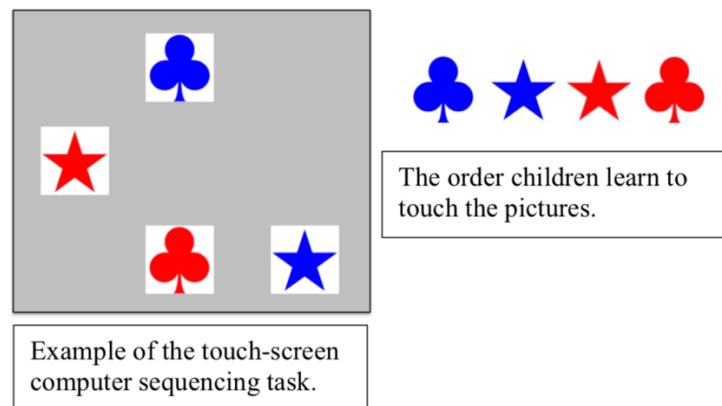 The order children learn to
touch the pictures.
Example of the touch-screen
computer sequencing task.